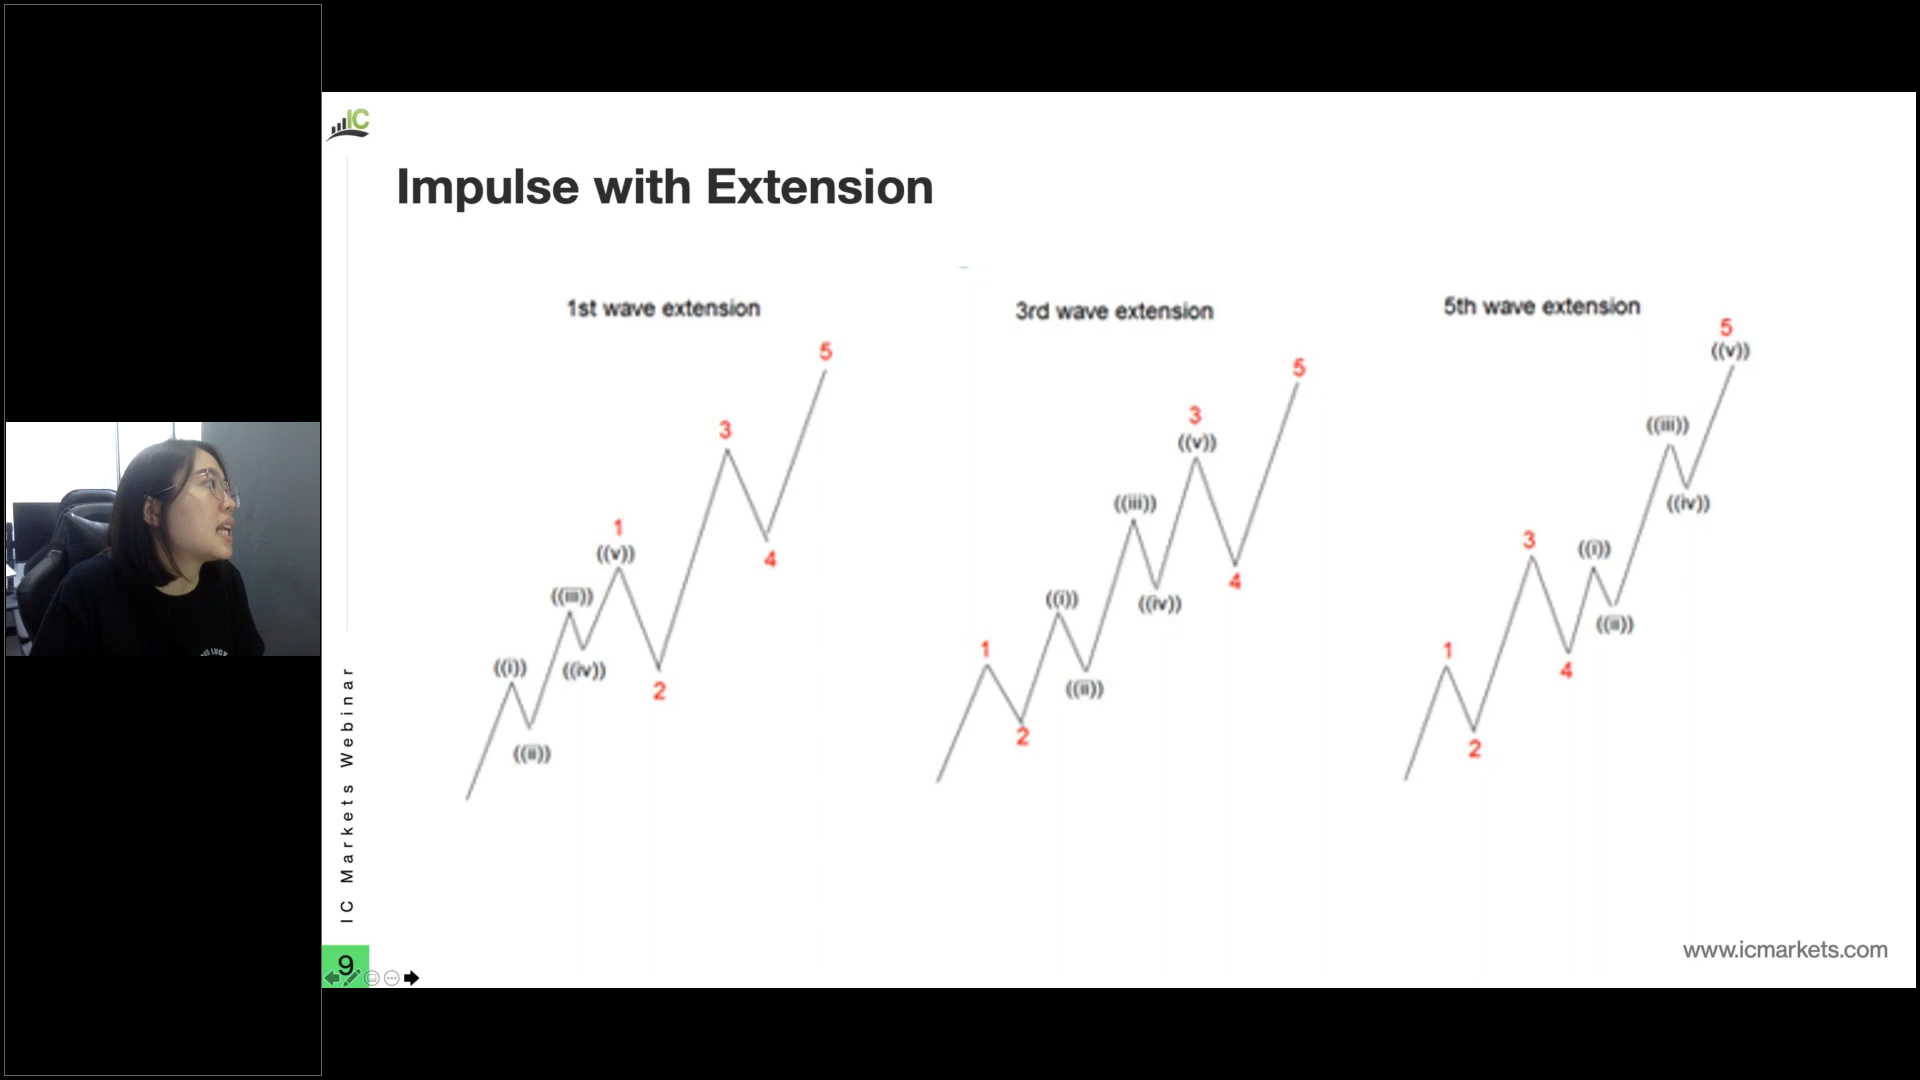 IC
Impulse with Extension
1st wave extension
3rd wave extension
5th wave extension
5
3
4
1
((v))
((iii))
((iv))
((i))
((ii))
2
5
3
((v))
((iii))
4
((iv))
((i))
1
((ii))
2
5
((v))
((iii))
((iv))
3
((i))
((ii))
1
4
2
IC Markets Webinar
9
www.icmarkets.com